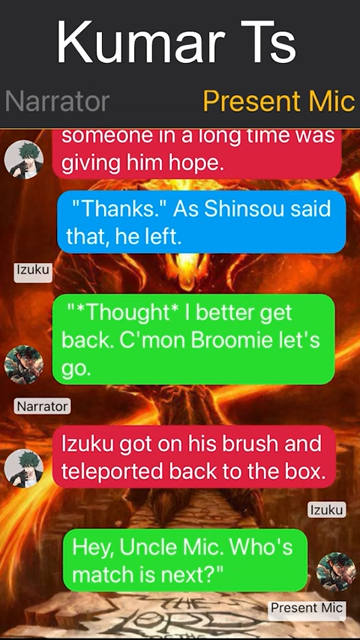 Kumar Ts
Narrator Present Mic
someone in a long time was
giving him hope.
"Thanks." As Shinsou said
that, he left.
Izuku
"*Thought* I better get
back. C'mon Broomie let's
go.
Narrator
Izuku got on his brush and
teleported back to the box.
Izuku
Hey, Uncle Mic. Who's
match is next?"
Present Mic
THE
LORD